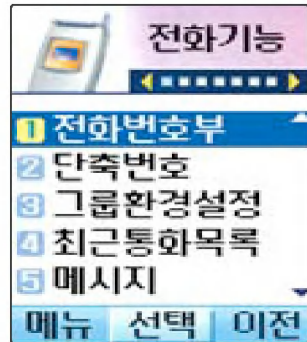 전화기능
1 전화번호부
2 단축번호
3 그룹환경설정
4 최근통화목록
5 메시지
메뉴 선택 이전